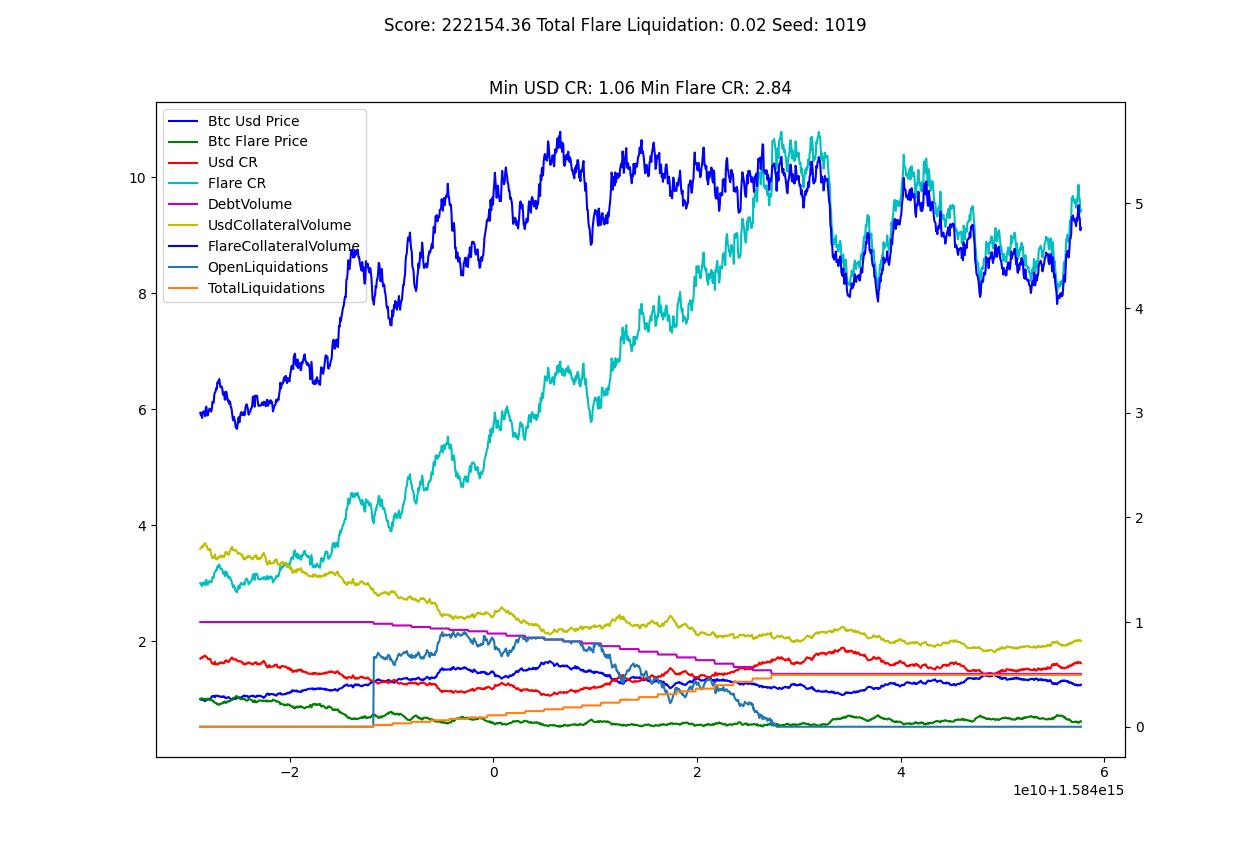 Score: 222154.36 Total Flare Liquidation: 0.02 Seed: 1019
Min USD CR: 1.06 Min Flare CR: 2.84
Btc Usd Price
Btc Flare Price
Usd CR
Flare CR
DebtVolume
UsdCollateralVolume
FlareCollateralVolume
OpenLiquidations
TotalLiquidations
10
8
6
4
2
5
4
3
2
1
0
−2
0
2
4
6
1e10+1.584e15